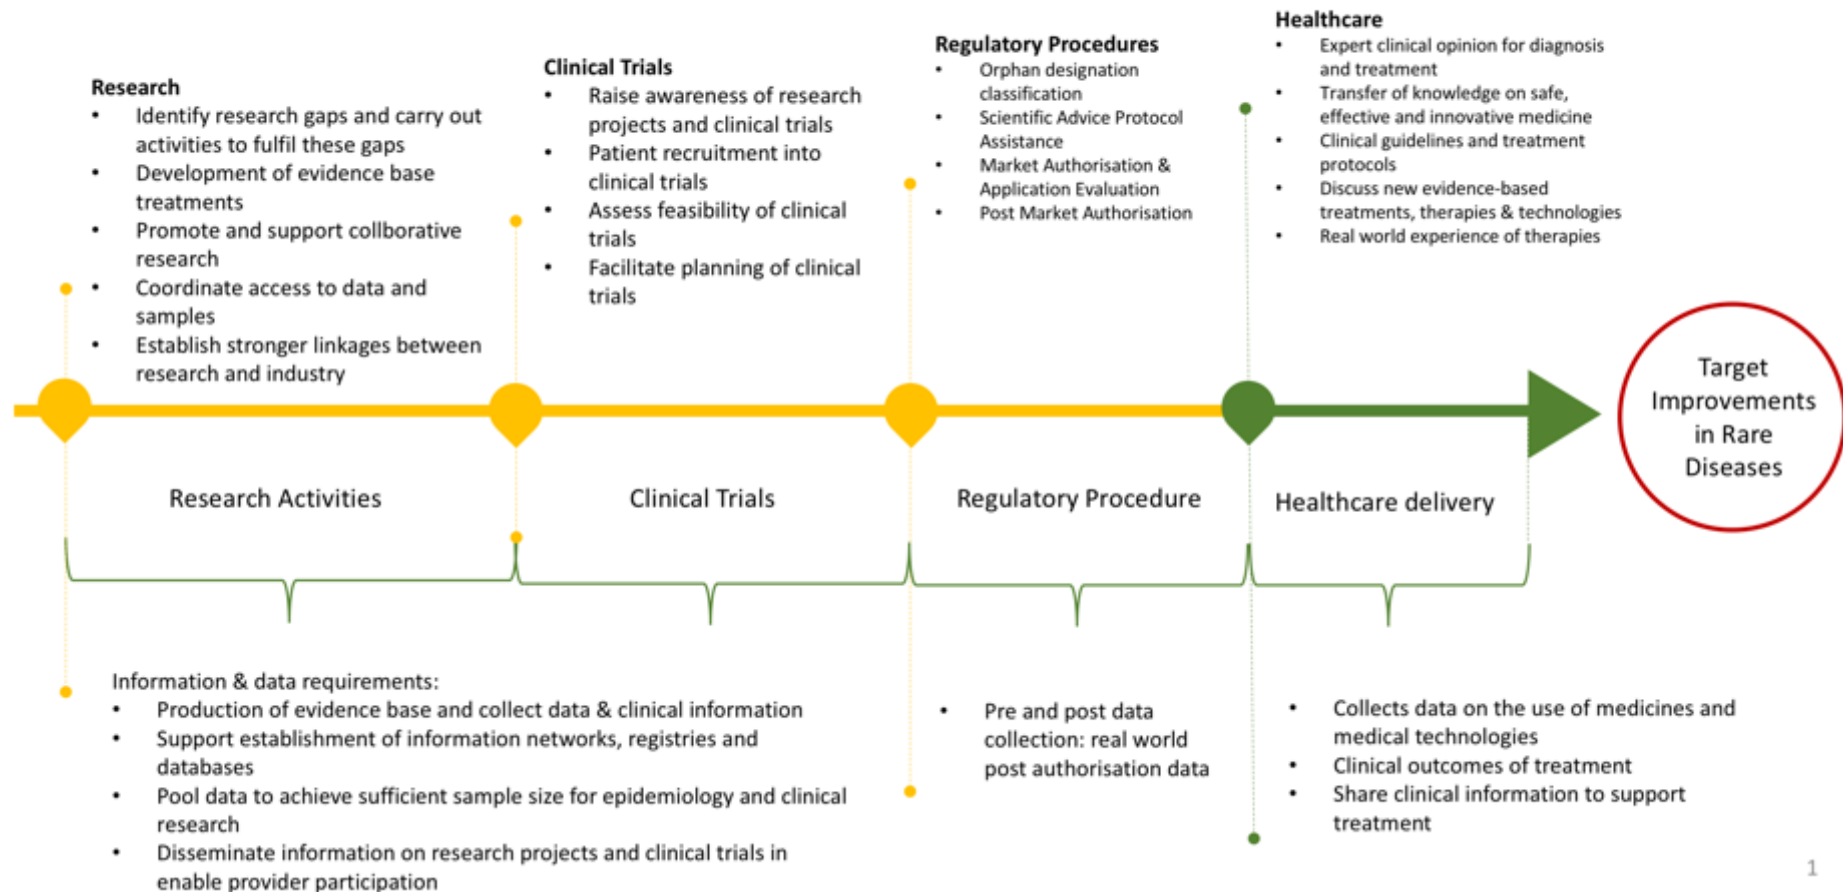 Research
• Identify research gaps and carry out
activities to fulfil these gaps
• Development of evidence base
treatments
• Promote and support collborative
research
• Coordinate access to data and
samples
• Establish stronger linkages between
research and industry
Clinical Trials
• Raise awareness of research
projects and clinical trials
• Patient recruitment into
clinical trials
• Assess feasibility of clinical
trials
• Facilitate planning of clinical
trials
Regulatory Procedures
• Orphan designation
classification
• Scientific Advice Protocol
Assistance
• Market Authorisation &
Application Evaluation
• Post Market Authorisation
Healthcare
• Expert clinical opinion for diagnosis
and treatment
• Transfer of knowledge on safe,
effective and innovative medicine
• Clinical guidelines and treatment
protocols
• Discuss new evidence-based
treatments, therapies & technologies
• Real world experience of therapies
Target
Improvements
in Rare
Diseases
Research Activities
Clinical Trials
Regulatory Procedure
Healthcare delivery
Information & data requirements:
• Production of evidence base and collect data & clinical information
• Support establishment of information networks, registries and
databases
• Pool data to achieve sufficient sample size for epidemiology and clinical
research
• Disseminate information on research projects and clinical trials in
enable provider participation
• Pre and post data
collection: real world
post authorisation data
• Collects data on the use of medicines and
medical technologies
• Clinical outcomes of treatment
• Share clinical information to support
treatment
1